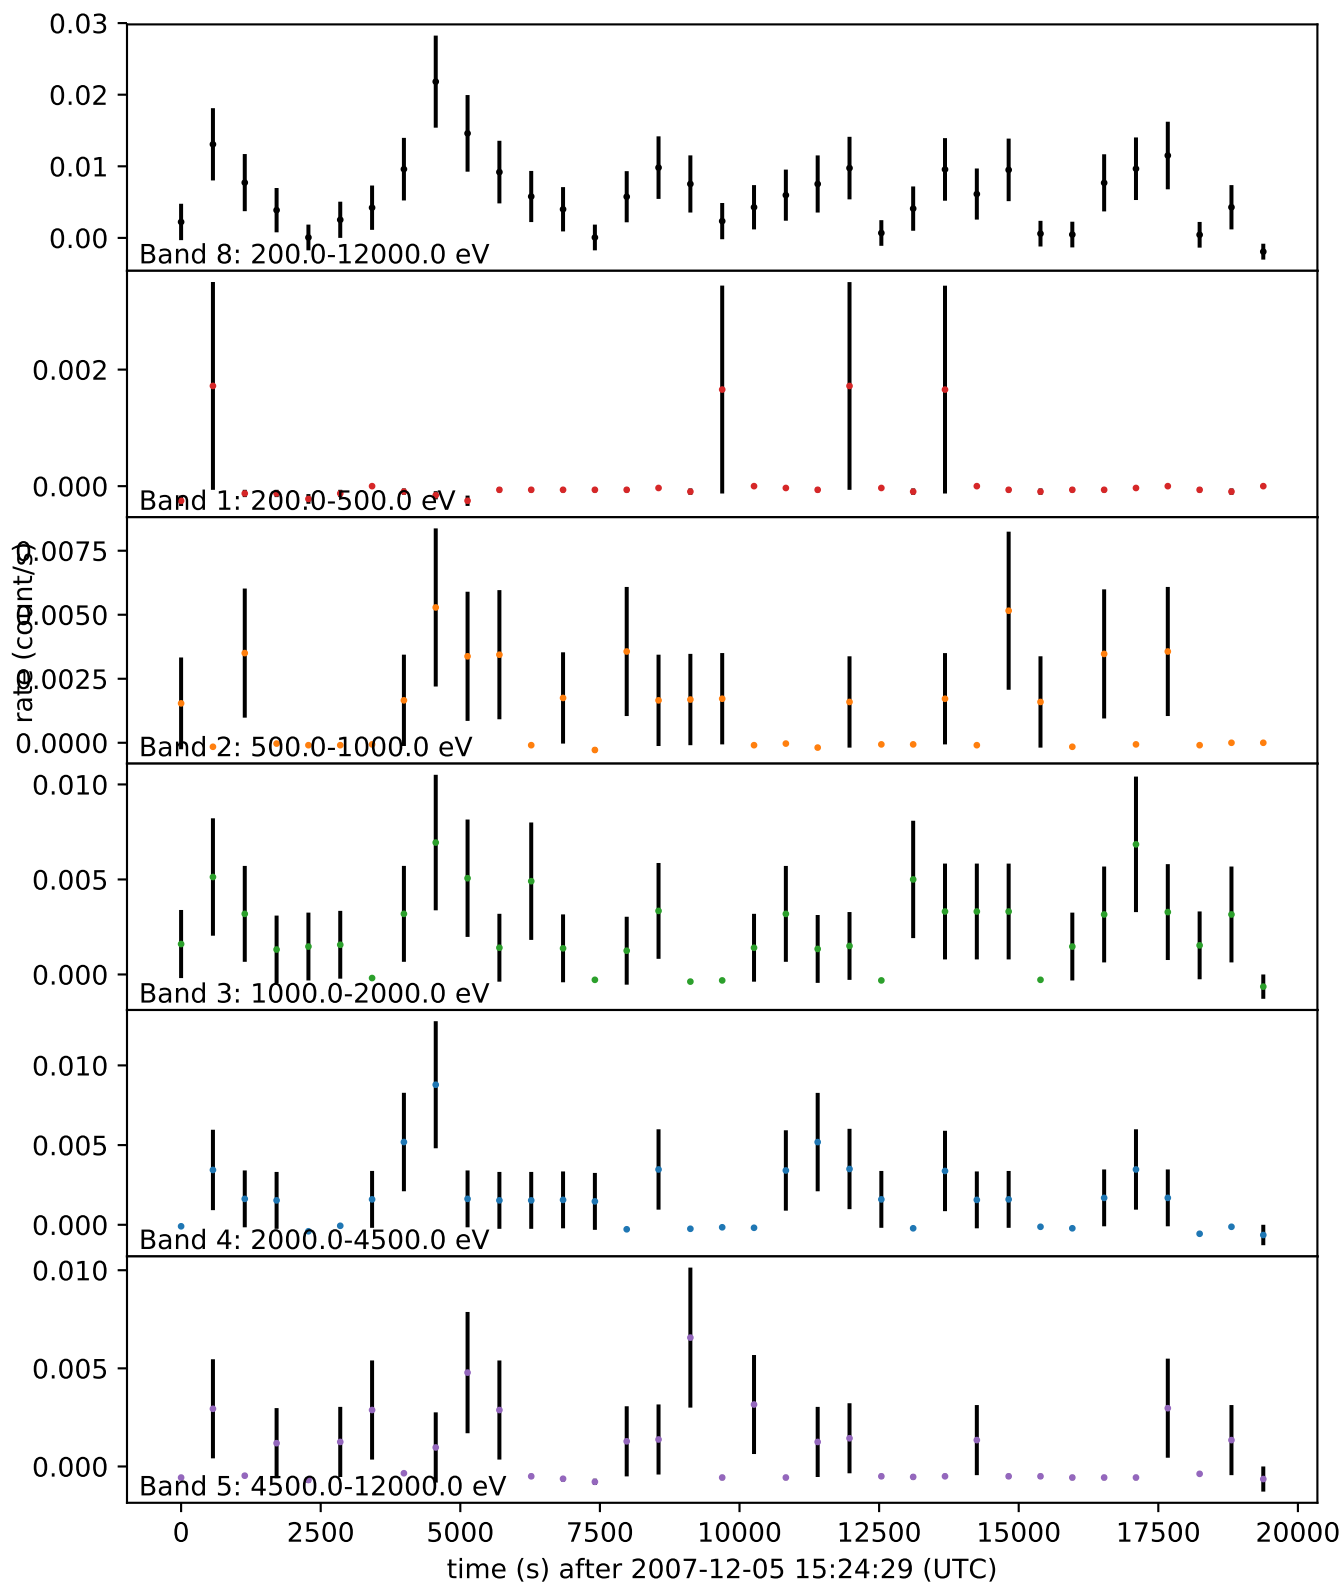 0.03
0.02
0.01
0.00
Band 8: 200.0-12000.0 eV
0.002
0.000
Band 1: 200.0-500.0 eV
rate (count/s)
0.0075
0.0050
0.0025
0.0000
Band 2: 500.0-1000.0 eV
0.010
0.005
0.000
Band 3: 1000.0-2000.0 eV
0.010
0.005
0.000
Band 4: 2000.0-4500.0 eV
0.010
0.005
0.000
Band 5: 4500.0-12000.0 eV
0 2500 5000 7500 10000 12500 15000 17500 20000
time (s) after 2007-12-05 15:24:29 (UTC)